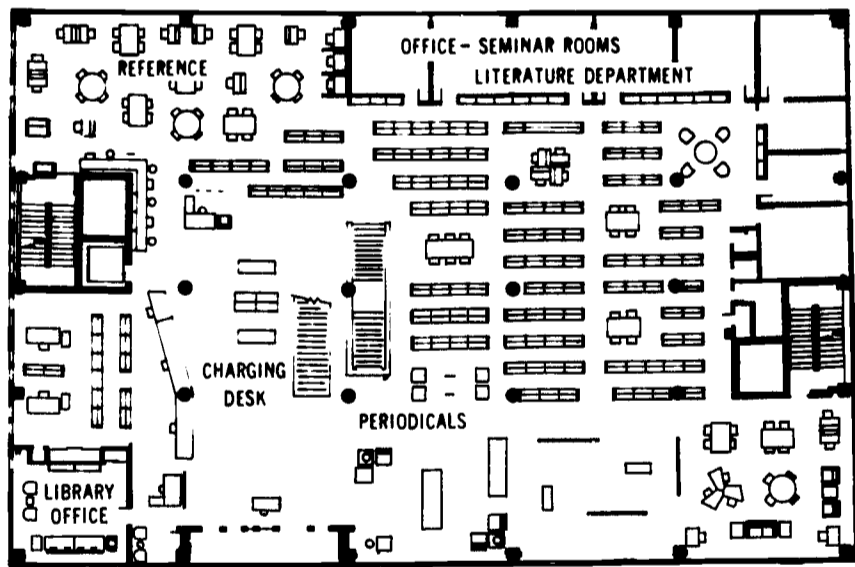 OFFICE - SEMINAR ROOMS
REFERENCE
LITERATURE DEPARTMENT
CHARGING
DESK
PERIODICALS
LIBRARY
OFFICE